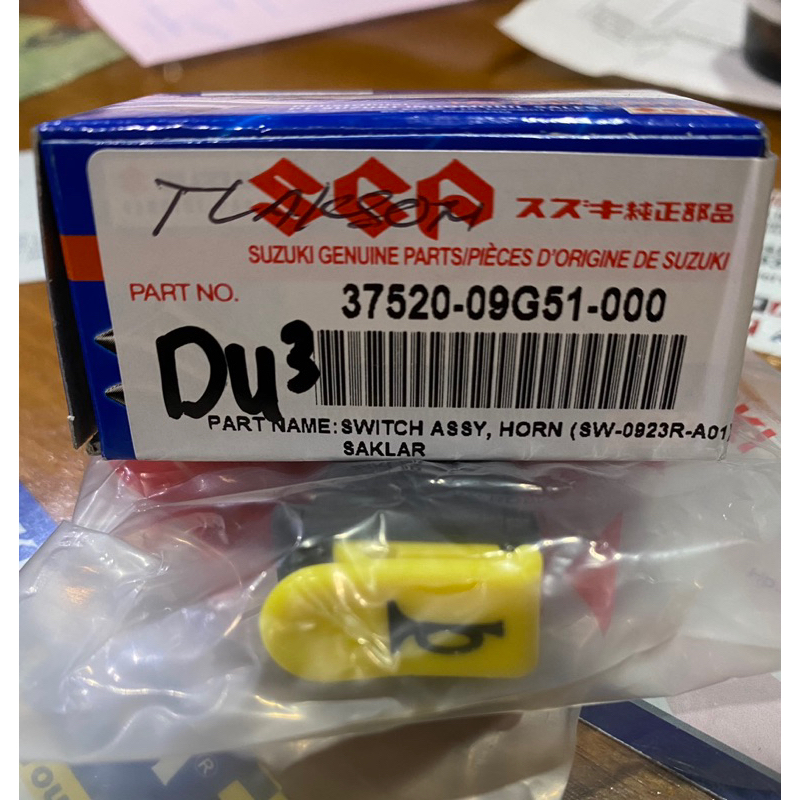 T LAKSON
SGP スズキ純正部品
SUZUKI GENUINE PARTS/PIÈCES D'ORIGINE DE SUZUKI
PART NO. 37520-09G51-000
Du3
PART NAME: SWITCH ASSY, HORN (SW-0923R-A01)
SAKLAR